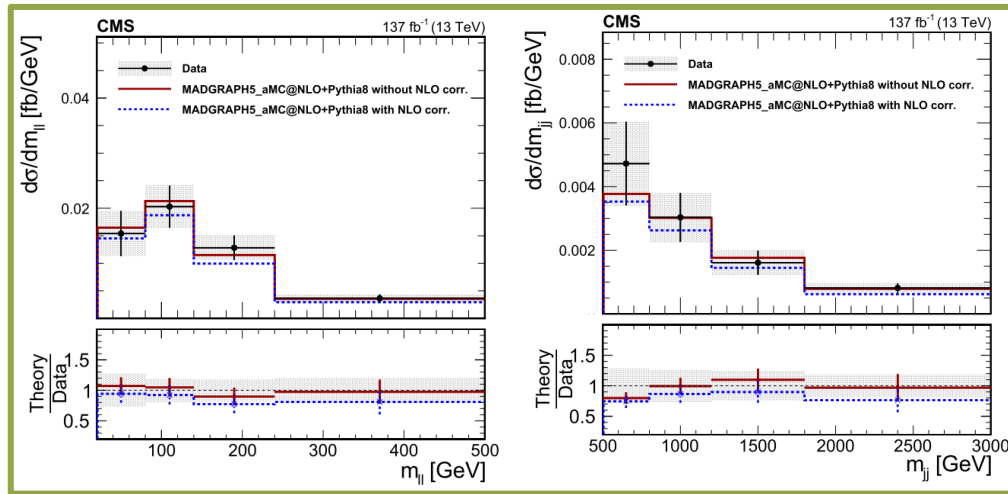 CMS 137 fb⁻¹ (13 TeV)
dσ/dm_ll [fb/GeV]
0.04
0.02
Data
MADGRAPH5_aMC@NLO+Pythia8 without NLO corr.
MADGRAPH5_aMC@NLO+Pythia8 with NLO corr.
Theory
Data
1.5
1
0.5
100 200 300 400 500
m_ll [GeV]
CMS 137 fb⁻¹ (13 TeV)
dσ/dm_jj [fb/GeV]
0.008
0.006
0.004
0.002
Data
MADGRAPH5_aMC@NLO+Pythia8 without NLO corr.
MADGRAPH5_aMC@NLO+Pythia8 with NLO corr.
Theory
Data
1.5
1
0.5
500 1000 1500 2000 2500 3000
m_jj [GeV]